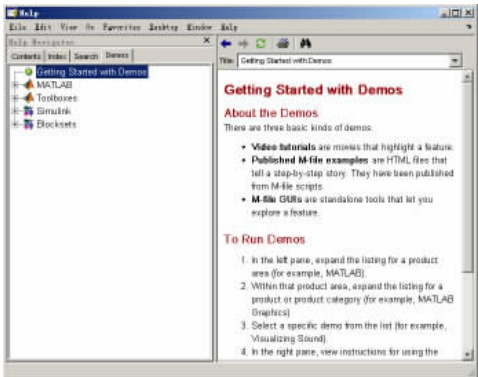 Help
File Edit View Go Favorites Desktop Window Help
Help Navigator
Contents Index Search Demos
Title: Getting Started with Demos
Getting Started with Demos
MATLAB
Toolboxes
Simulink
Blocksets
Getting Started with Demos
About the Demos
There are three basic kinds of demos:
• Video tutorials are movies that highlight a feature.
• Published M-file examples are HTML files that
tell a step-by-step story. They have been published
from M-file scripts
• M-file GUIs are standalone tools that let you
explore a feature.
To Run Demos
1. In the left pane, expand the listing for a product
area (for example, MATLAB).
2. Within that product area, expand the listing for a
product or product category (for example, MATLAB
Graphics)
3. Select a specific demo from the list (for example,
Visualizing Sound).
4. In the right pane, view instructions for using the